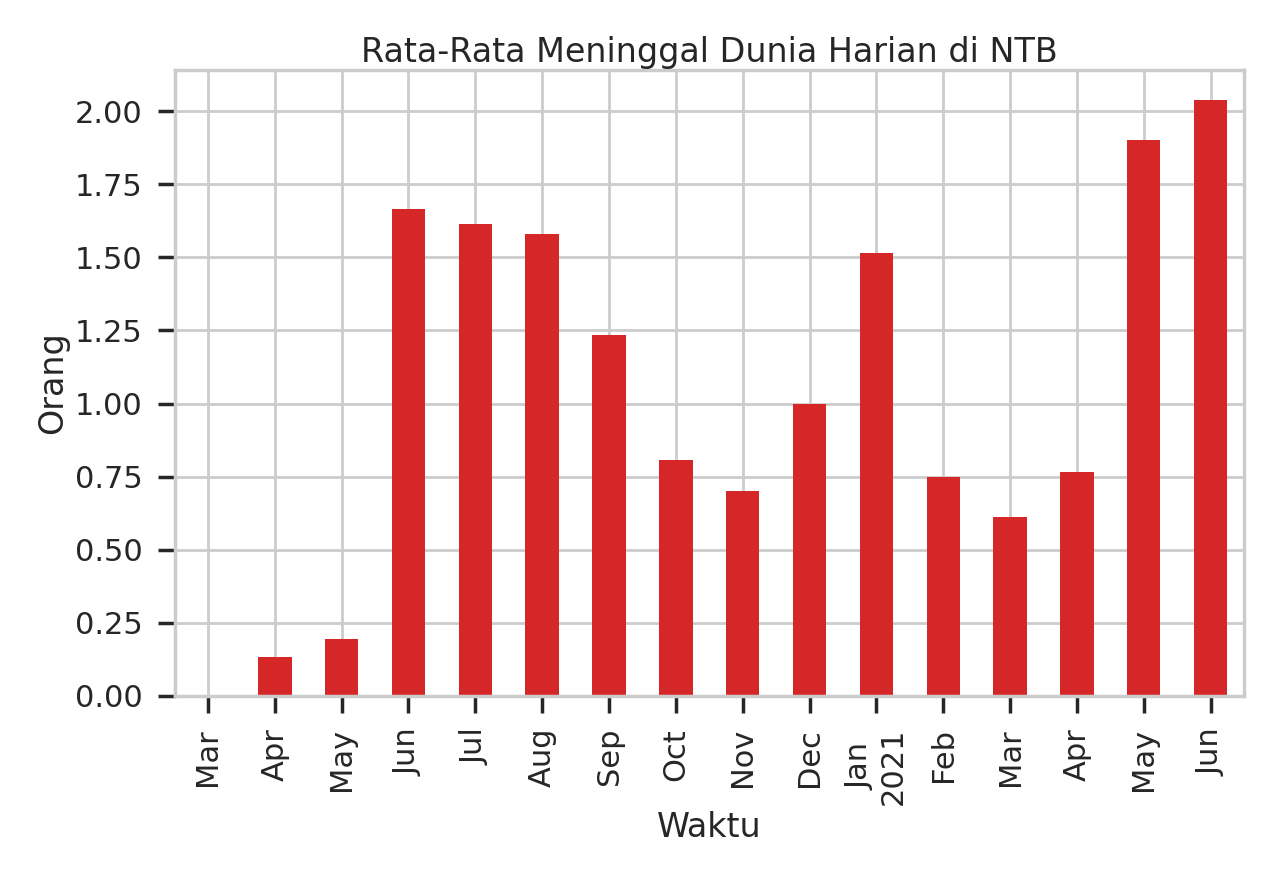 Rata-Rata Meninggal Dunia Harian di NTB
Orang
2.00
1.75
1.50
1.25
1.00
0.75
0.50
0.25
0.00
Mar
Apr
May
Jun
Jul
Aug
Sep
Oct
Nov
Dec
Jan
2021
Feb
Mar
Apr
May
Jun
Waktu